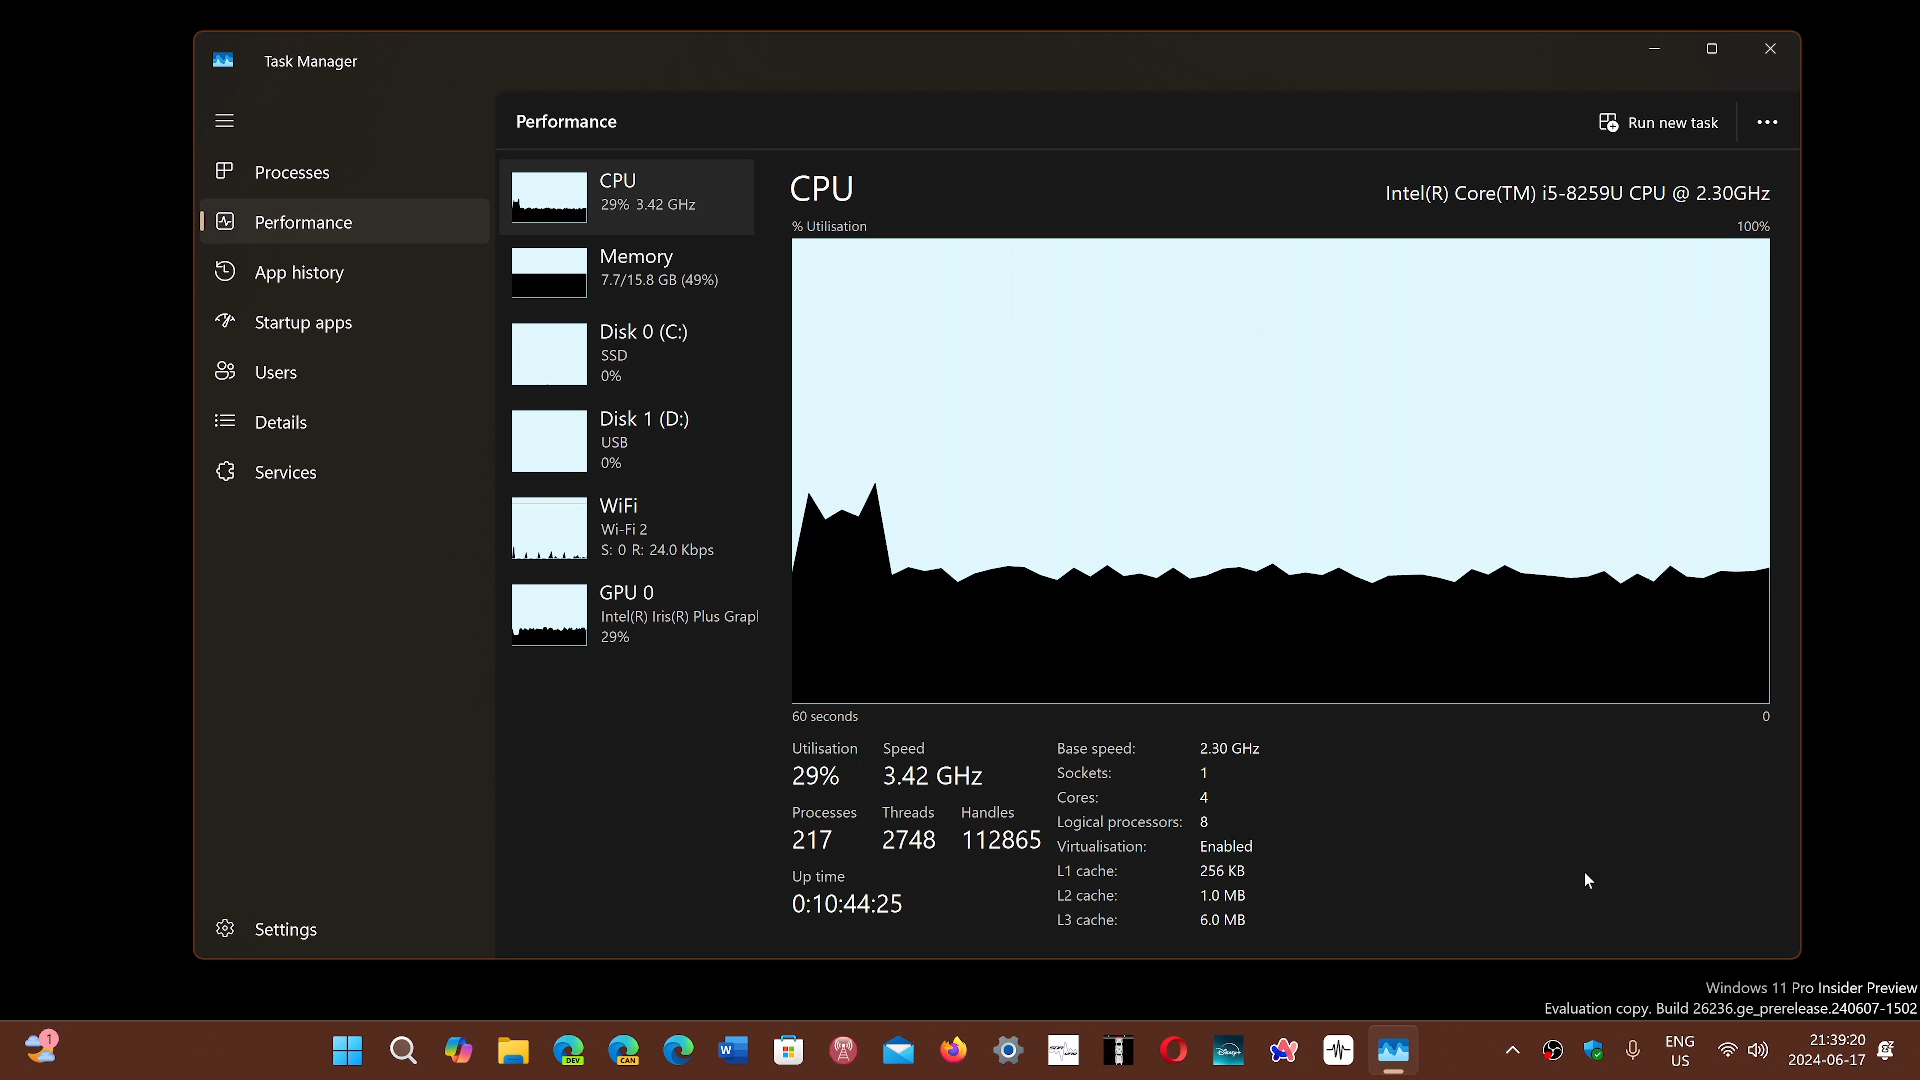 Task Manager
Performance
Run new task
Processes
Performance
App history
Startup apps
Users
Details
Services
Settings
CPU
29% 3.42 GHz
Memory
7.7/15.8 GB (49%)
Disk 0 (C:)
SSD
0%
Disk 1 (D:)
USB
0%
WiFi
Wi-Fi 2
S: 0 R: 24.0 Kbps
GPU 0
Intel(R) Iris(R) Plus Grapl
29%
CPU
Intel(R) Core(TM) i5-8259U CPU @ 2.30GHz
% Utilisation
100%
60 seconds
0
Utilisation
29%
Speed
3.42 GHz
Processes
217
Threads
2748
Handles
112865
Up time
0:10:44:25
Base speed: 2.30 GHz
Sockets: 1
Cores: 4
Logical processors: 8
Virtualisation: Enabled
L1 cache: 256 KB
L2 cache: 1.0 MB
L3 cache: 6.0 MB
Windows 11 Pro Insider Preview
Evaluation copy. Build 26236.ge_prerelease.240607-1502
1
DEV
CAN
W
Disney+
ENG
US
21:39:20
2024-06-17